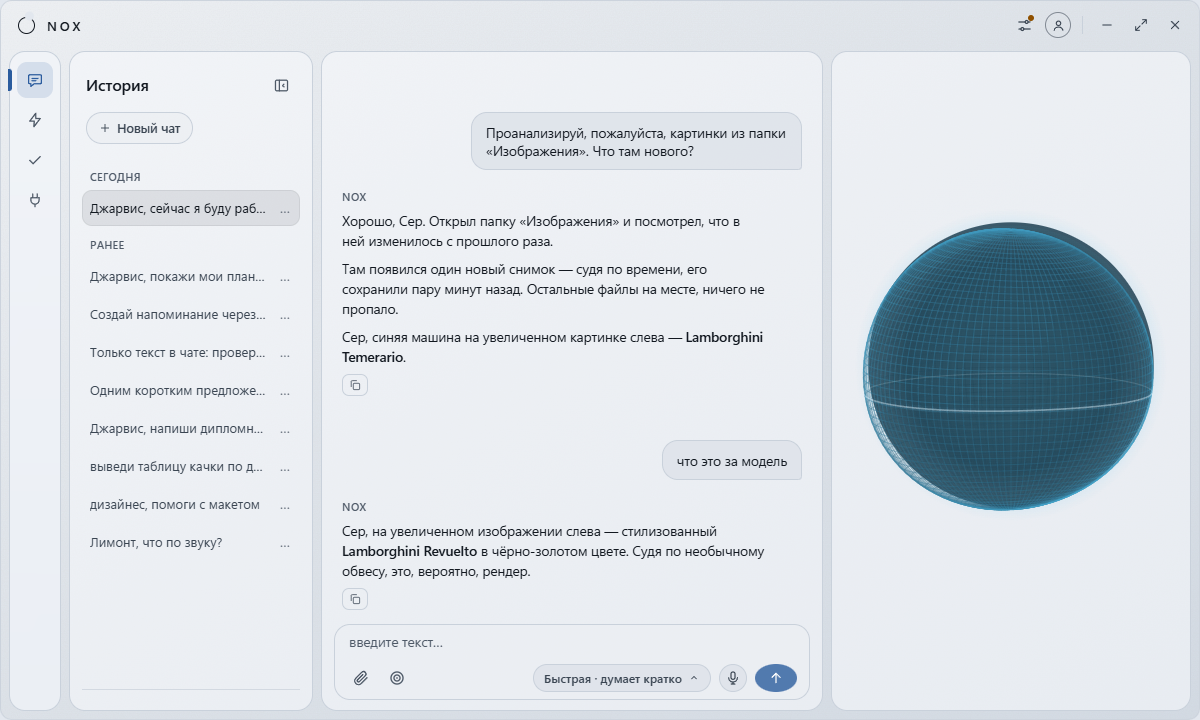 NOX
История
Новый чат
СЕГОДНЯ
Джарвис, сейчас я буду раб... ...
РАНЕЕ
Джарвис, покажи мои план... ...
Создай напоминание через... ...
Только текст в чате: провер... ...
Одним коротким предложе... ...
Джарвис, напиши дипломн... ...
выведи таблицу качки по д... ...
дизайнес, помоги с макетом ...
Лимонт, что по звуку? ...
Проанализируй, пожалуйста, картинки из папки
«Изображения». Что там нового?
NOX
Хорошо, Сер. Открыл папку «Изображения» и посмотрел, что в
ней изменилось с прошлого раза.
Там появился один новый снимок — судя по времени, его
сохранили пару минут назад. Остальные файлы на месте, ничего не
пропало.
Сер, синяя машина на увеличенном картинке слева — Lamborghini
Temerario.
что это за модель
NOX
Сер, на увеличенном изображении слева — стилизованный
Lamborghini Revuelto в чёрно-золотом цвете. Судя по необычному
обвесу, это, вероятно, рендер.
введите текст...
Быстрая · думает кратко